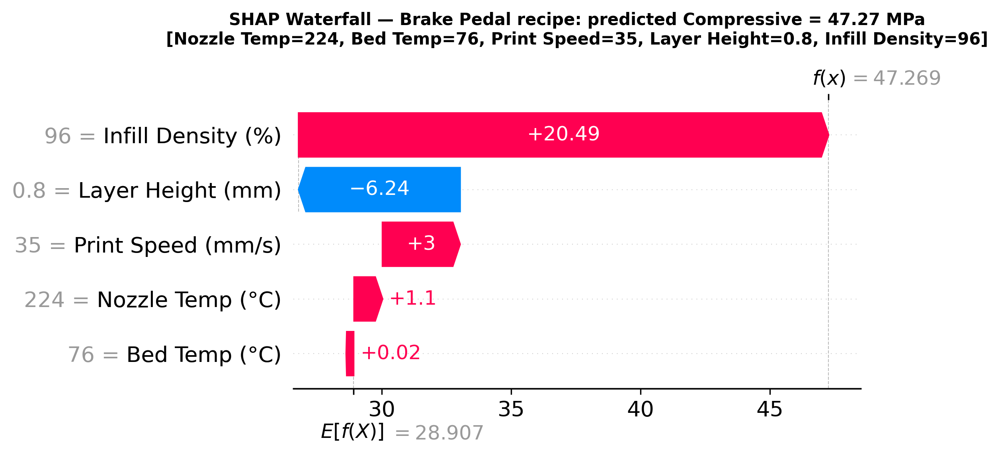 SHAP Waterfall — Brake Pedal recipe: predicted Compressive = 47.27 MPa
[Nozzle Temp=224, Bed Temp=76, Print Speed=35, Layer Height=0.8, Infill Density=96]
f(x) = 47.269
96 = Infill Density (%) +20.49
0.8 = Layer Height (mm) −6.24
35 = Print Speed (mm/s) +3
224 = Nozzle Temp (°C) +1.1
76 = Bed Temp (°C) +0.02
30 35 40 45
E[f(X)] = 28.907